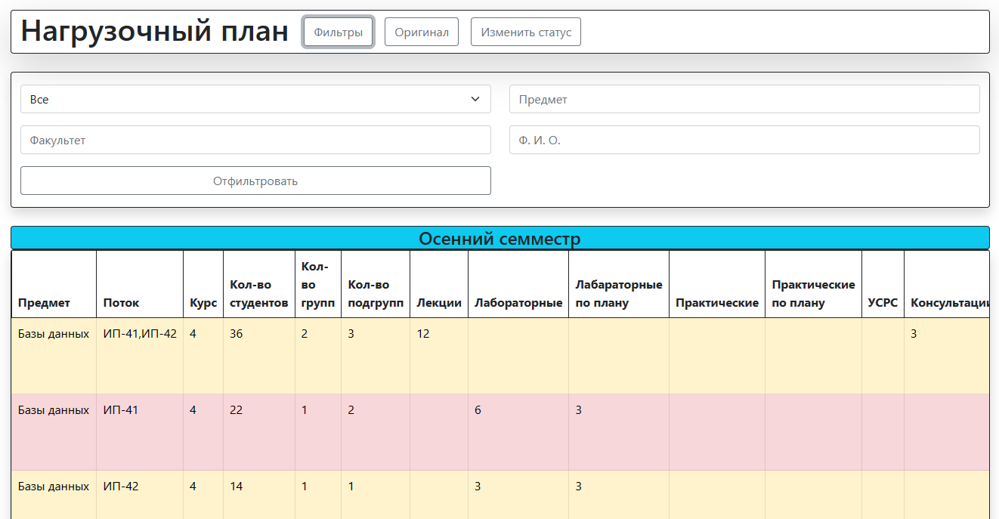 Нагрузочный план Фильтры Оригинал Изменить статус
Все Предмет
Факультет Ф. И. О.
Отфильтровать
Осенний семместр
Предмет Поток Курс Кол-во студентов Кол-во групп Кол-во подгрупп Лекции Лабораторные Лабараторные по плану Практические Практические по плану УСРС Консультации
Базы данных ИП-41,ИП-42 4 36 2 3 12 3
Базы данных ИП-41 4 22 1 2 6 3
Базы данных ИП-42 4 14 1 1 3 3